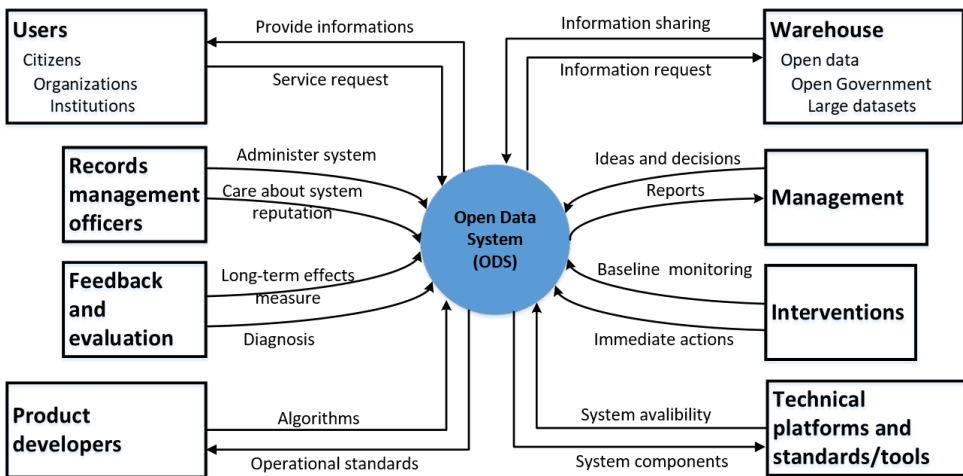 Users
Citizens
Organizations
Institutions
Provide informations
Service request
Information sharing
Information request
Warehouse
Open data
Open Government
Large datasets
Records
management
officers
Administer system
Care about system
reputation
Open Data
System
(ODS)
Ideas and decisions
Reports
Management
Feedback
and
evaluation
Long-term effects
measure
Diagnosis
Baseline monitoring
Immediate actions
Interventions
Product
developers
Algorithms
Operational standards
System avalibility
System components
Technical
platforms and
standards/tools